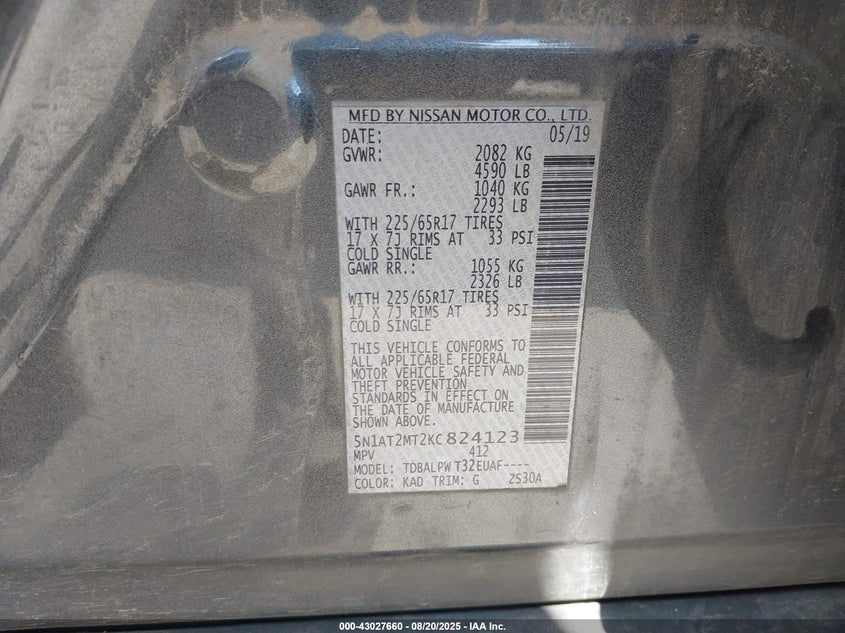 MFD BY NISSAN MOTOR CO., LTD.
DATE: 05/19
GVWR: 2082 KG
4590 LB
GAWR FR.: 1040 KG
2293 LB
WITH 225/65R17 TIRES
17 X 7J RIMS AT 33 PSI
COLD SINGLE
GAWR RR.: 1055 KG
2326 LB
WITH 225/65R17 TIRES
17 X 7J RIMS AT 33 PSI
COLD SINGLE
THIS VEHICLE CONFORMS TO
ALL APPLICABLE FEDERAL
MOTOR VEHICLE SAFETY AND
THEFT PREVENTION
STANDARDS IN EFFECT ON
THE DATE OF MANUFACTURE
SHOWN ABOVE.
5N1AT2MT2KC824123
MPV 412
MODEL: TDBALPW T32EUAF----
COLOR: KAD TRIM: G ZS30A
000-43027660 - 08/20/2025 - IAA Inc.